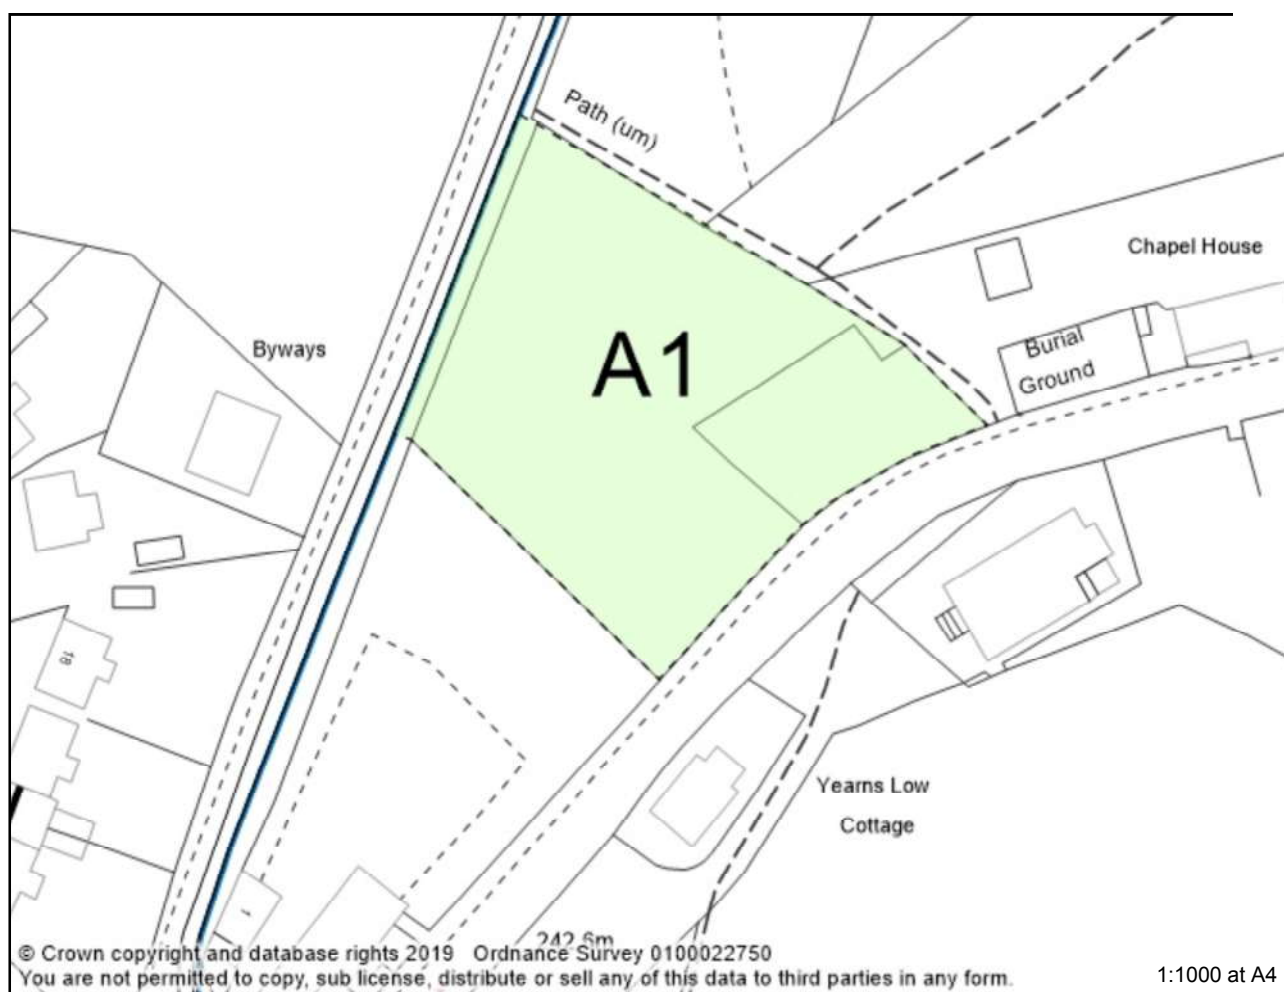 Path (um)
Chapel House
Burial
Ground
Byways
A1
18
Yearns Low
Cottage
1
242.6m
© Crown copyright and database rights 2019 Ordnance Survey 0100022750
You are not permitted to copy, sub license, distribute or sell any of this data to third parties in any form.
1:1000 at A4